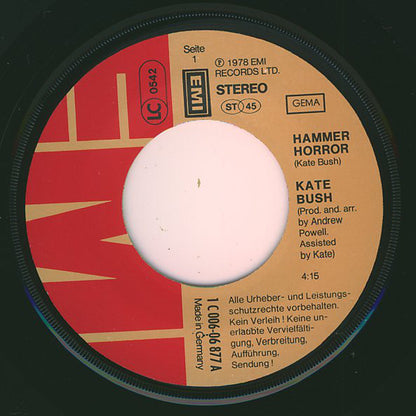 Seite
1
℗ 1978 EMI
RECORDS LTD.
STEREO
ST 45
EMI
LC 0542
GEMA
HAMMER
HORROR
(Kate Bush)
KATE
BUSH
(Prod. and. arr.
by Andrew
Powell.
Assisted
by Kate)
4:15
1 C 006-06 877 A
Made in Germany
Alle Urheber- und Leistungs-
schutzrechte vorbehalten.
Kein Verleih! Keine un-
erlaobte Vervielfälti-
gung, Verbreitung,
Aufführung,
Sendung!
EMI